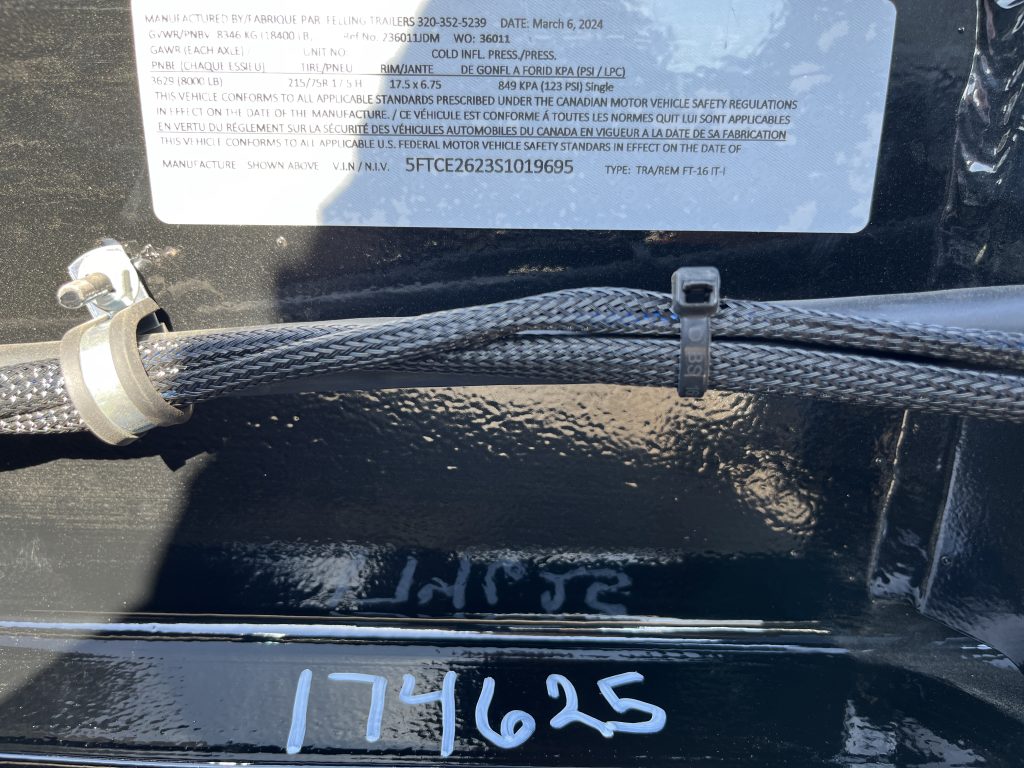 MANUFACTURED BY/FABRIQUE PAR FELLING TRAILERS 320-352-5239 DATE: March 6, 2024
GVWR/PNBV 8346 KG (18400 LB) Ref No. 236011JDM WO: 36011
GAWR (EACH AXLE) / UNIT NO: COLD INFL. PRESS./PRESS.
PNBE (CHAQUE ESSIEU) TIRE/PNEU RIM/JANTE DE GONFL A FORID KPA (PSI / LPC)
3629 (8000 LB) 215/75R 17.5 H 17.5 x 6.75 849 KPA (123 PSI) Single
THIS VEHICLE CONFORMS TO ALL APPLICABLE STANDARDS PRESCRIBED UNDER THE CANADIAN MOTOR VEHICLE SAFETY REGULATIONS
IN EFFECT ON THE DATE OF THE MANUFACTURE. / CE VÉHICULE EST CONFORME Á TOUTES LES NORMES QUIT LUI SONT APPLICABLES
EN VERTU DU RÉGLEMENT SUR LA SÉCURITÉ DES VÉHICULES AUTOMOBILES DU CANADA EN VIGUEUR A LA DATE DE SA FABRICATION
THIS VEHICLE CONFORMS TO ALL APPLICABLE U.S. FEDERAL MOTOR VEHICLE SAFETY STANDARS IN EFFECT ON THE DATE OF
MANUFACTURE SHOWN ABOVE V.I.N / N.I.V. 5FTCE2623S1019695 TYPE: TRA/REM FT-16 IT-I
174625